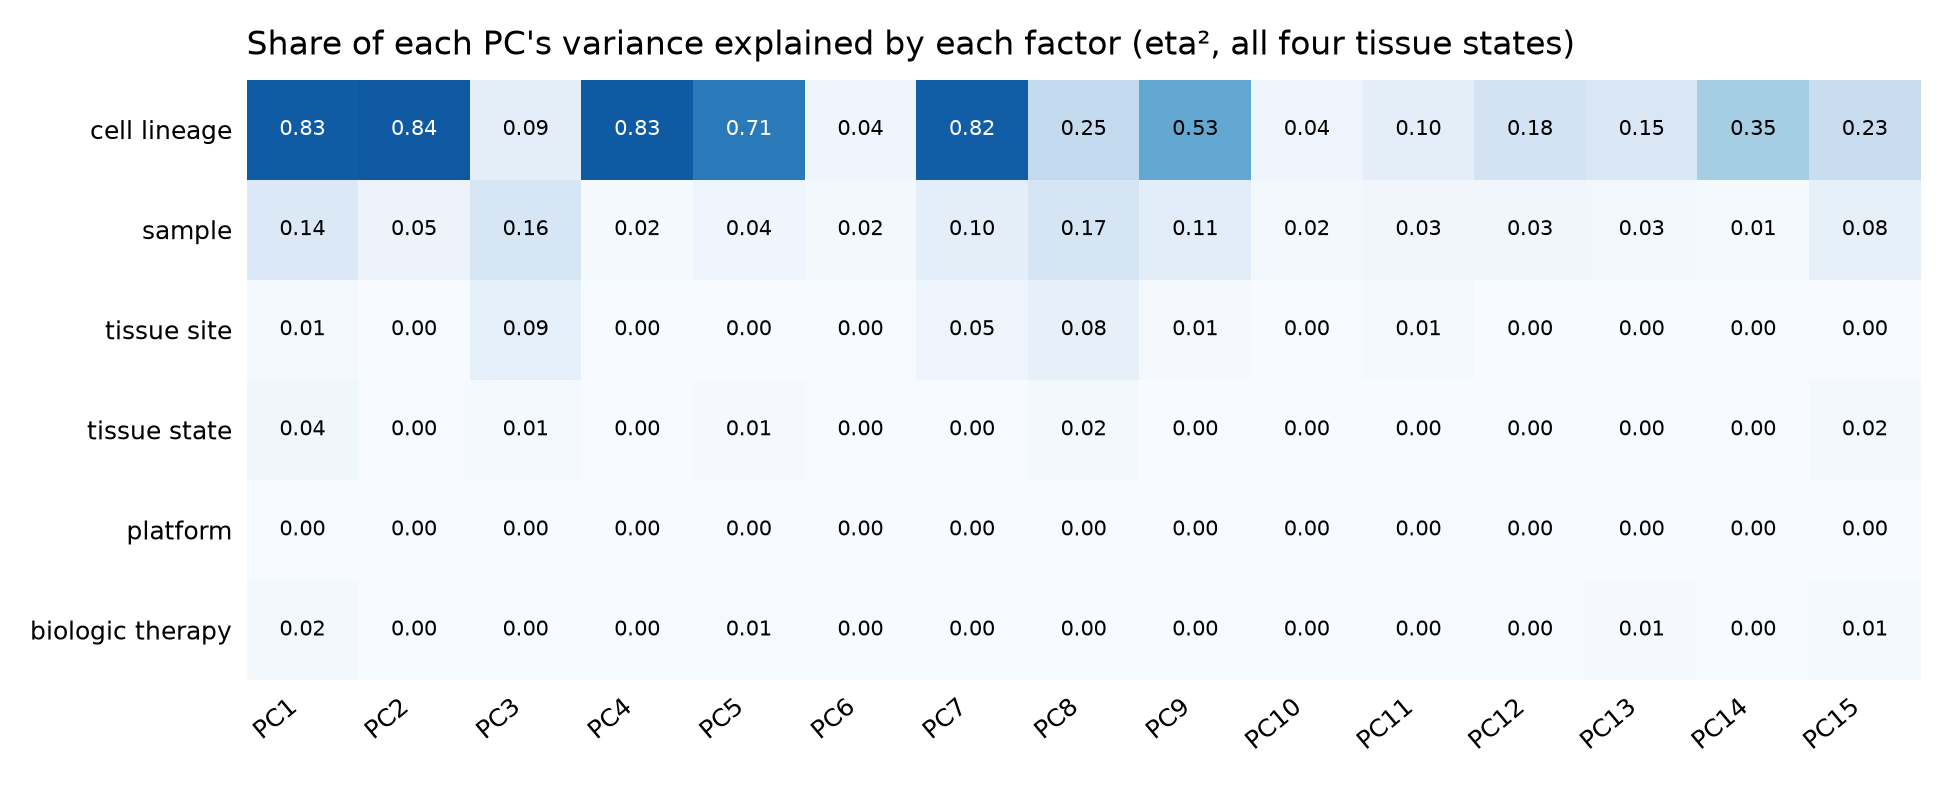 Share of each PC's variance explained by each factor (eta², all four tissue states)
cell lineage 0.83 0.84 0.09 0.83 0.71 0.04 0.82 0.25 0.53 0.04 0.10 0.18 0.15 0.35 0.23
sample 0.14 0.05 0.16 0.02 0.04 0.02 0.10 0.17 0.11 0.02 0.03 0.03 0.03 0.01 0.08
tissue site 0.01 0.00 0.09 0.00 0.00 0.00 0.05 0.08 0.01 0.00 0.01 0.00 0.00 0.00 0.00
tissue state 0.04 0.00 0.01 0.00 0.01 0.00 0.00 0.02 0.00 0.00 0.00 0.00 0.00 0.00 0.02
platform 0.00 0.00 0.00 0.00 0.00 0.00 0.00 0.00 0.00 0.00 0.00 0.00 0.00 0.00 0.00
biologic therapy 0.02 0.00 0.00 0.00 0.01 0.00 0.00 0.00 0.00 0.00 0.00 0.00 0.01 0.00 0.01
PC1 PC2 PC3 PC4 PC5 PC6 PC7 PC8 PC9 PC10 PC11 PC12 PC13 PC14 PC15